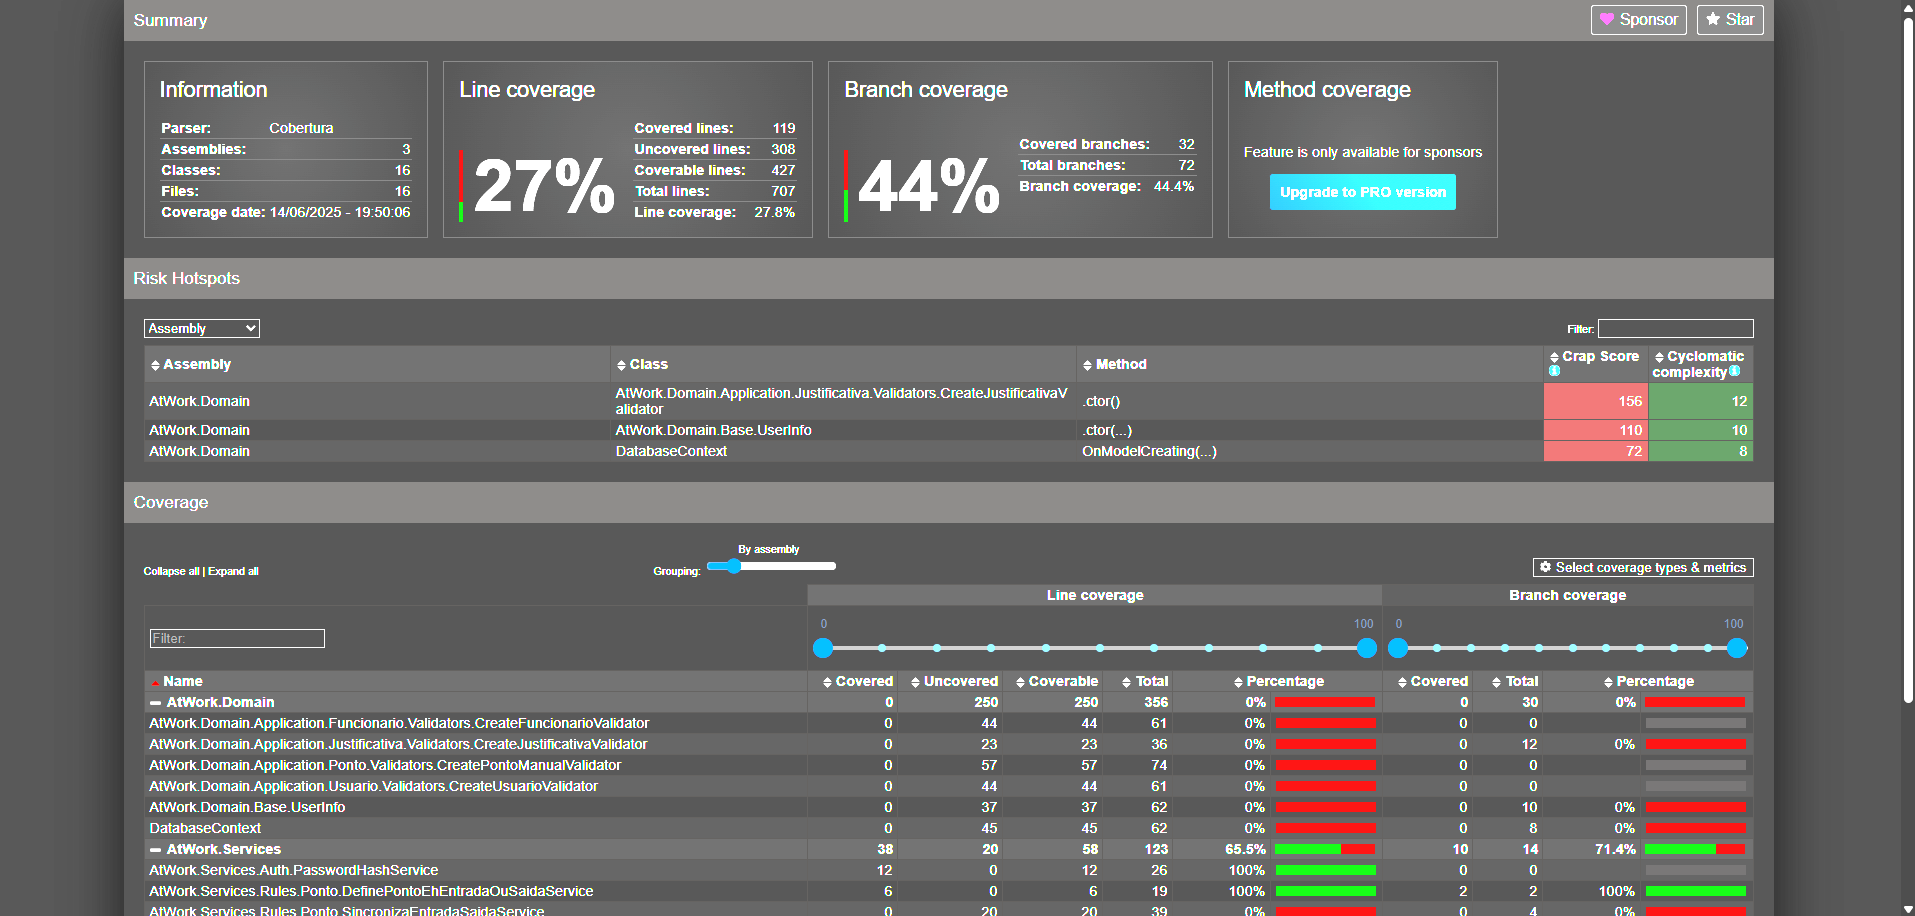 Summary
Sponsor
Star
Information
Parser: Cobertura
Assemblies: 3
Classes: 16
Files: 16
Coverage date: 14/06/2025 - 19:50:06
Line coverage
27%
Covered lines: 119
Uncovered lines: 308
Coverable lines: 427
Total lines: 707
Line coverage: 27.8%
Branch coverage
44%
Covered branches: 32
Total branches: 72
Branch coverage: 44.4%
Method coverage
Feature is only available for sponsors
Upgrade to PRO version
Risk Hotspots
Assembly
Filter:
Assembly Class Method Crap Score Cyclomatic complexity
AtWork.Domain AtWork.Domain.Application.Justificativa.Validators.CreateJustificativaV
alidator .ctor() 156 12
AtWork.Domain AtWork.Domain.Base.UserInfo .ctor(...) 110 10
AtWork.Domain DatabaseContext OnModelCreating(...) 72 8
Coverage
By assembly
Collapse all | Expand all
Grouping:
Select coverage types & metrics
Line coverage Branch coverage
0 100 0 100
Filter:
Name Covered Uncovered Coverable Total Percentage Covered Total Percentage
AtWork.Domain 0 250 250 356 0% 0 30 0%
AtWork.Domain.Application.Funcionario.Validators.CreateFuncionarioValidator 0 44 44 61 0% 0 0
AtWork.Domain.Application.Justificativa.Validators.CreateJustificativaValidator 0 23 23 36 0% 0 12 0%
AtWork.Domain.Application.Ponto.Validators.CreatePontoManualValidator 0 57 57 74 0% 0 0
AtWork.Domain.Application.Usuario.Validators.CreateUsuarioValidator 0 44 44 61 0% 0 0
AtWork.Domain.Base.UserInfo 0 37 37 62 0% 0 10 0%
DatabaseContext 0 45 45 62 0% 0 8 0%
AtWork.Services 38 20 58 123 65.5% 10 14 71.4%
AtWork.Services.Auth.PasswordHashService 12 0 12 26 100% 0 0
AtWork.Services.Rules.Ponto.DefinePontoEhEntradaOuSaidaService 6 0 6 19 100% 2 2 100%
AtWork.Services.Rules.Ponto.SincronizaEntradaSaidaService 0 20 20 39 0% 0 4 0%